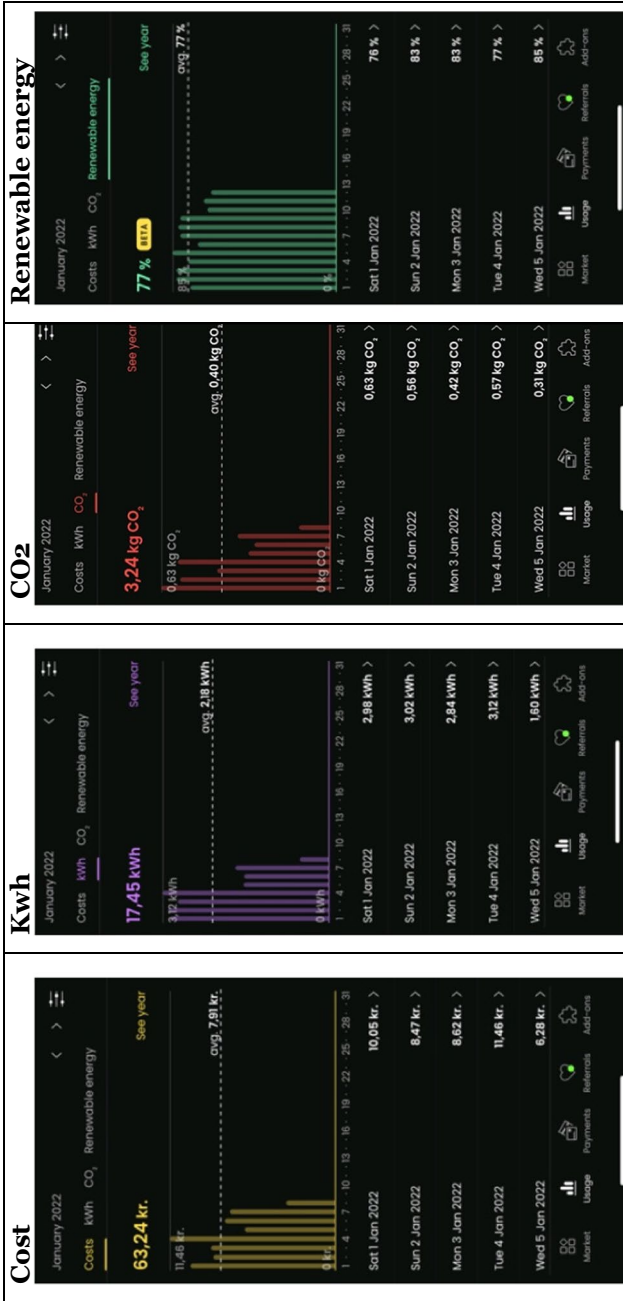 Cost
January 2022
Costs kWh CO₂ Renewable energy
63,24 kr.
See year
11,46 kr.
avg. 7,91 kr.
0 kr.
1 · · 4 · · 7 · · 10 · · 13 · · 16 · · 19 · · 22 · · 25 · · 28 · · 31
Sat 1 Jan 2022 10,05 kr.
Sun 2 Jan 2022 8,47 kr.
Mon 3 Jan 2022 8,62 kr.
Tue 4 Jan 2022 11,46 kr.
Wed 5 Jan 2022 6,28 kr.
Market Usage Payments Referrals Add-ons
Kwh
January 2022
Costs kWh CO₂ Renewable energy
17,45 kWh
See year
3,12 kWh
avg. 2,18 kWh
0 kWh
1 · · 4 · · 7 · · 10 · · 13 · · 16 · · 19 · · 22 · · 25 · · 28 · · 31
Sat 1 Jan 2022 2,98 kWh
Sun 2 Jan 2022 3,02 kWh
Mon 3 Jan 2022 2,84 kWh
Tue 4 Jan 2022 3,12 kWh
Wed 5 Jan 2022 1,60 kWh
Market Usage Payments Referrals Add-ons
CO2
January 2022
Costs kWh CO₂ Renewable energy
3,24 kg CO₂
See year
0,63 kg CO₂
avg. 0,40 kg CO₂
0 kg CO₂
1 · · 4 · · 7 · · 10 · · 13 · · 16 · · 19 · · 22 · · 25 · · 28 · · 31
Sat 1 Jan 2022 0,63 kg CO₂
Sun 2 Jan 2022 0,56 kg CO₂
Mon 3 Jan 2022 0,42 kg CO₂
Tue 4 Jan 2022 0,57 kg CO₂
Wed 5 Jan 2022 0,31 kg CO₂
Market Usage Payments Referrals Add-ons
Renewable energy
January 2022
Costs kWh CO₂ Renewable energy
77 % BETA
See year
avg. 77 %
0 %
1 · · 4 · · 7 · · 10 · · 13 · · 16 · · 19 · · 22 · · 25 · · 28 · · 31
Sat 1 Jan 2022 76 %
Sun 2 Jan 2022 83 %
Mon 3 Jan 2022 83 %
Tue 4 Jan 2022 77 %
Wed 5 Jan 2022 85 %
Market Usage Payments Referrals Add-ons